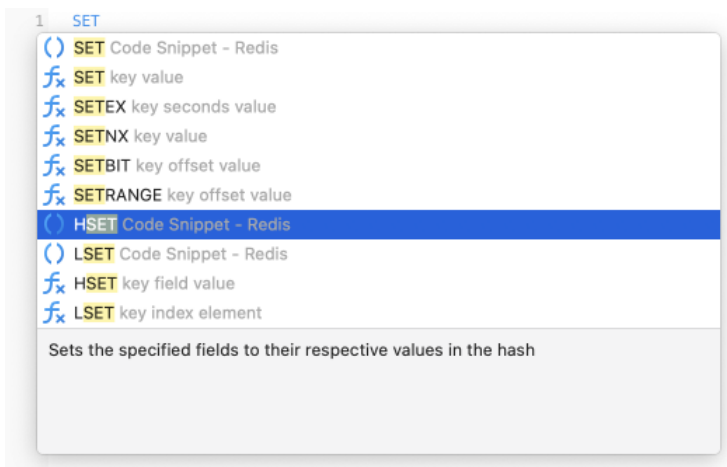 1 SET
SET Code Snippet - Redis
SET key value
SETEX key seconds value
SETNX key value
SETBIT key offset value
SETRANGE key offset value
HSET Code Snippet - Redis
LSET Code Snippet - Redis
HSET key field value
LSET key index element
Sets the specified fields to their respective values in the hash